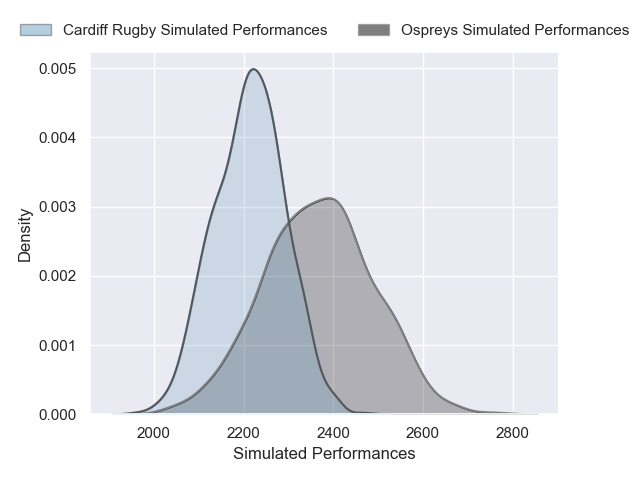 Cardiff Rugby Simulated Performances Ospreys Simulated Performances
0.005
0.004
0.003
0.002
0.001
0.000
Density
2000 2200 2400 2600 2800
Simulated Performances